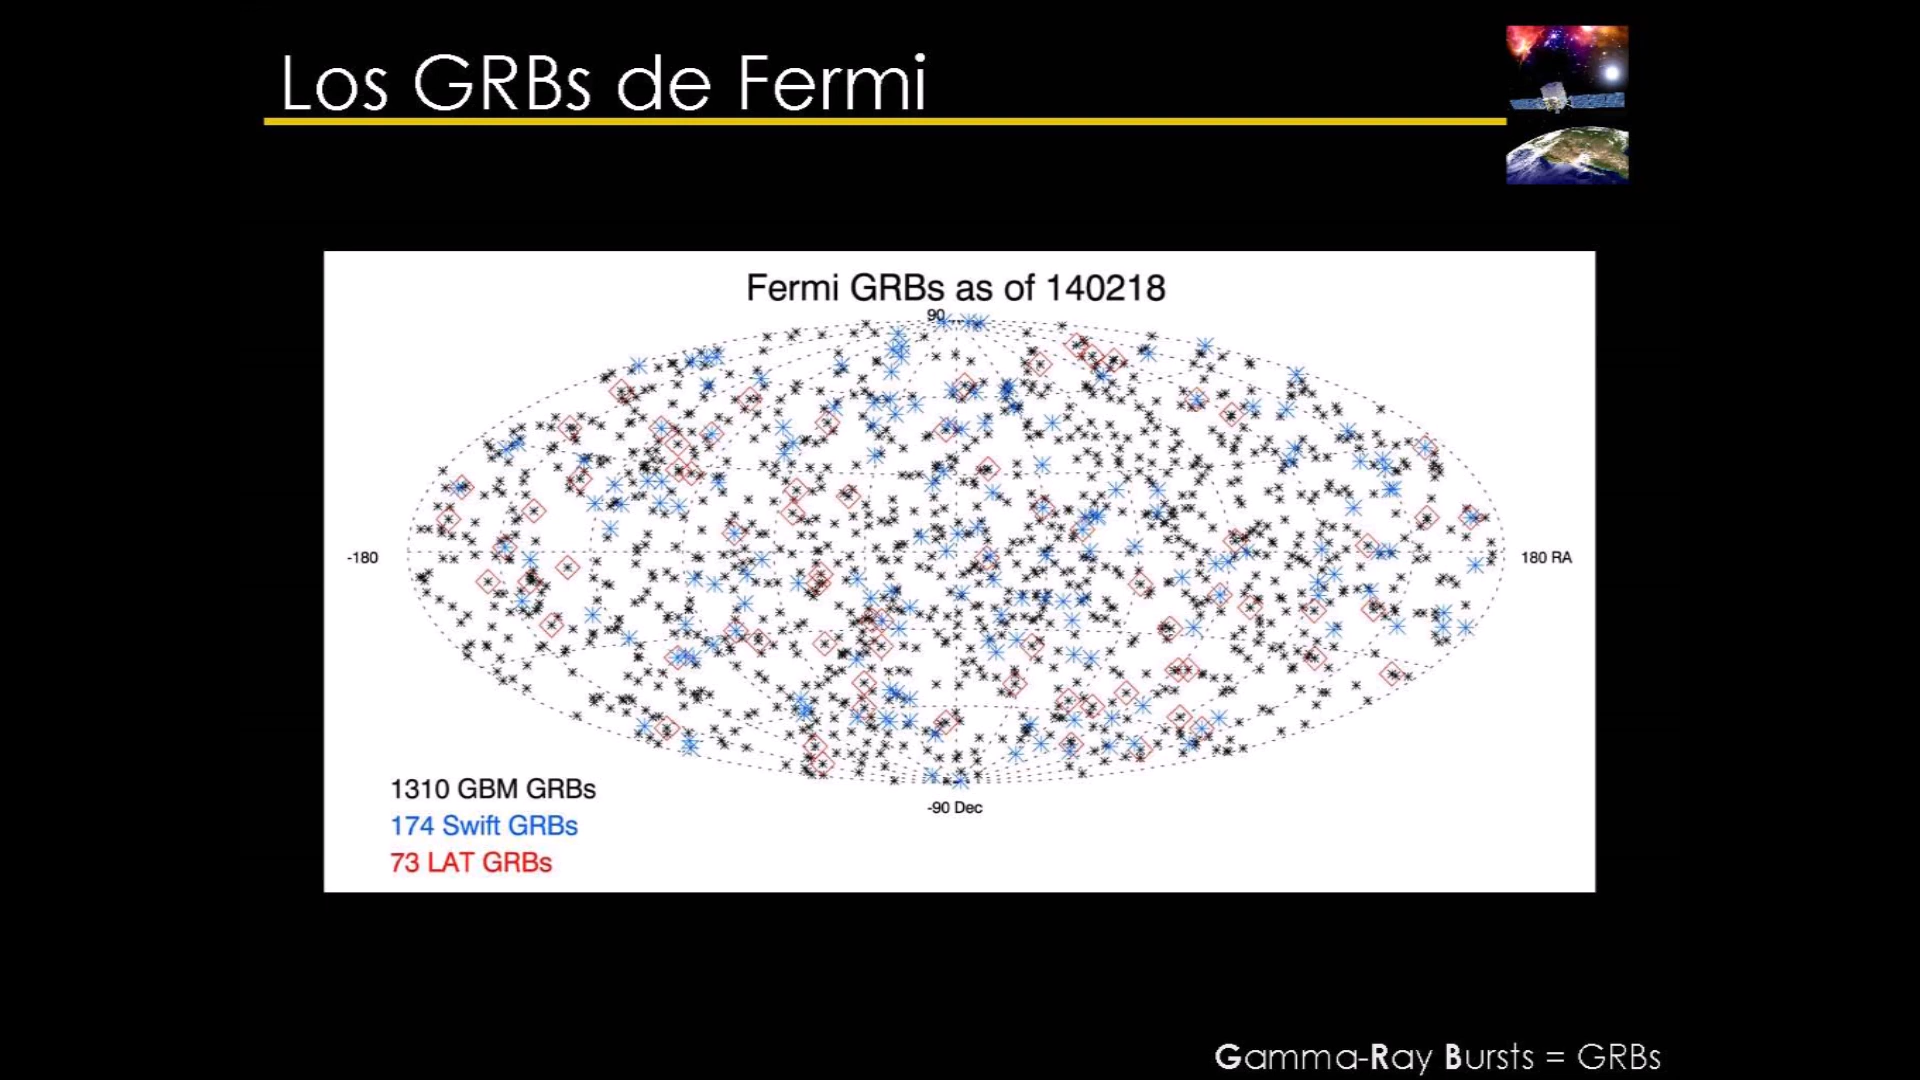 Los GRBs de Fermi
Fermi GRBs as of 140218
90
-180
180 RA
-90 Dec
1310 GBM GRBs
174 Swift GRBs
73 LAT GRBs
Gamma-Ray Bursts = GRBs